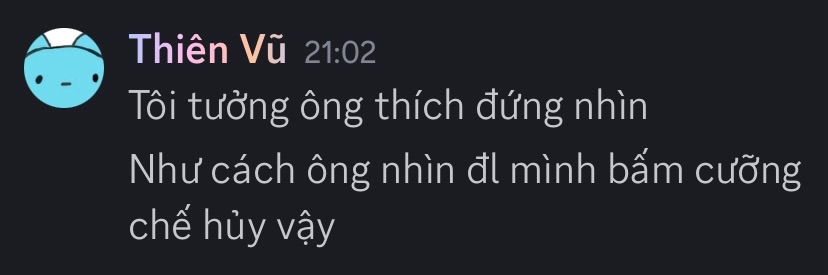 Thiên Vũ 21:02
Tôi tưởng ông thích đứng nhìn
Như cách ông nhìn đl mình bấm cưỡng
chế hủy vậy